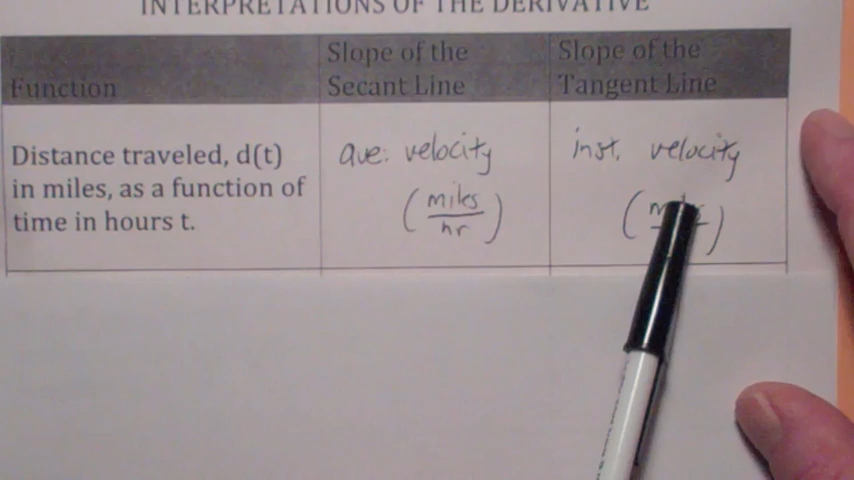 INTERPRETATIONS OF THE DERIVATIVE
Function
Slope of the
Secant Line
Slope of the
Tangent Line
Distance traveled, d(t)
in miles, as a function of
time in hours t.
ave: velocity
(miles
hr)
inst. velocity